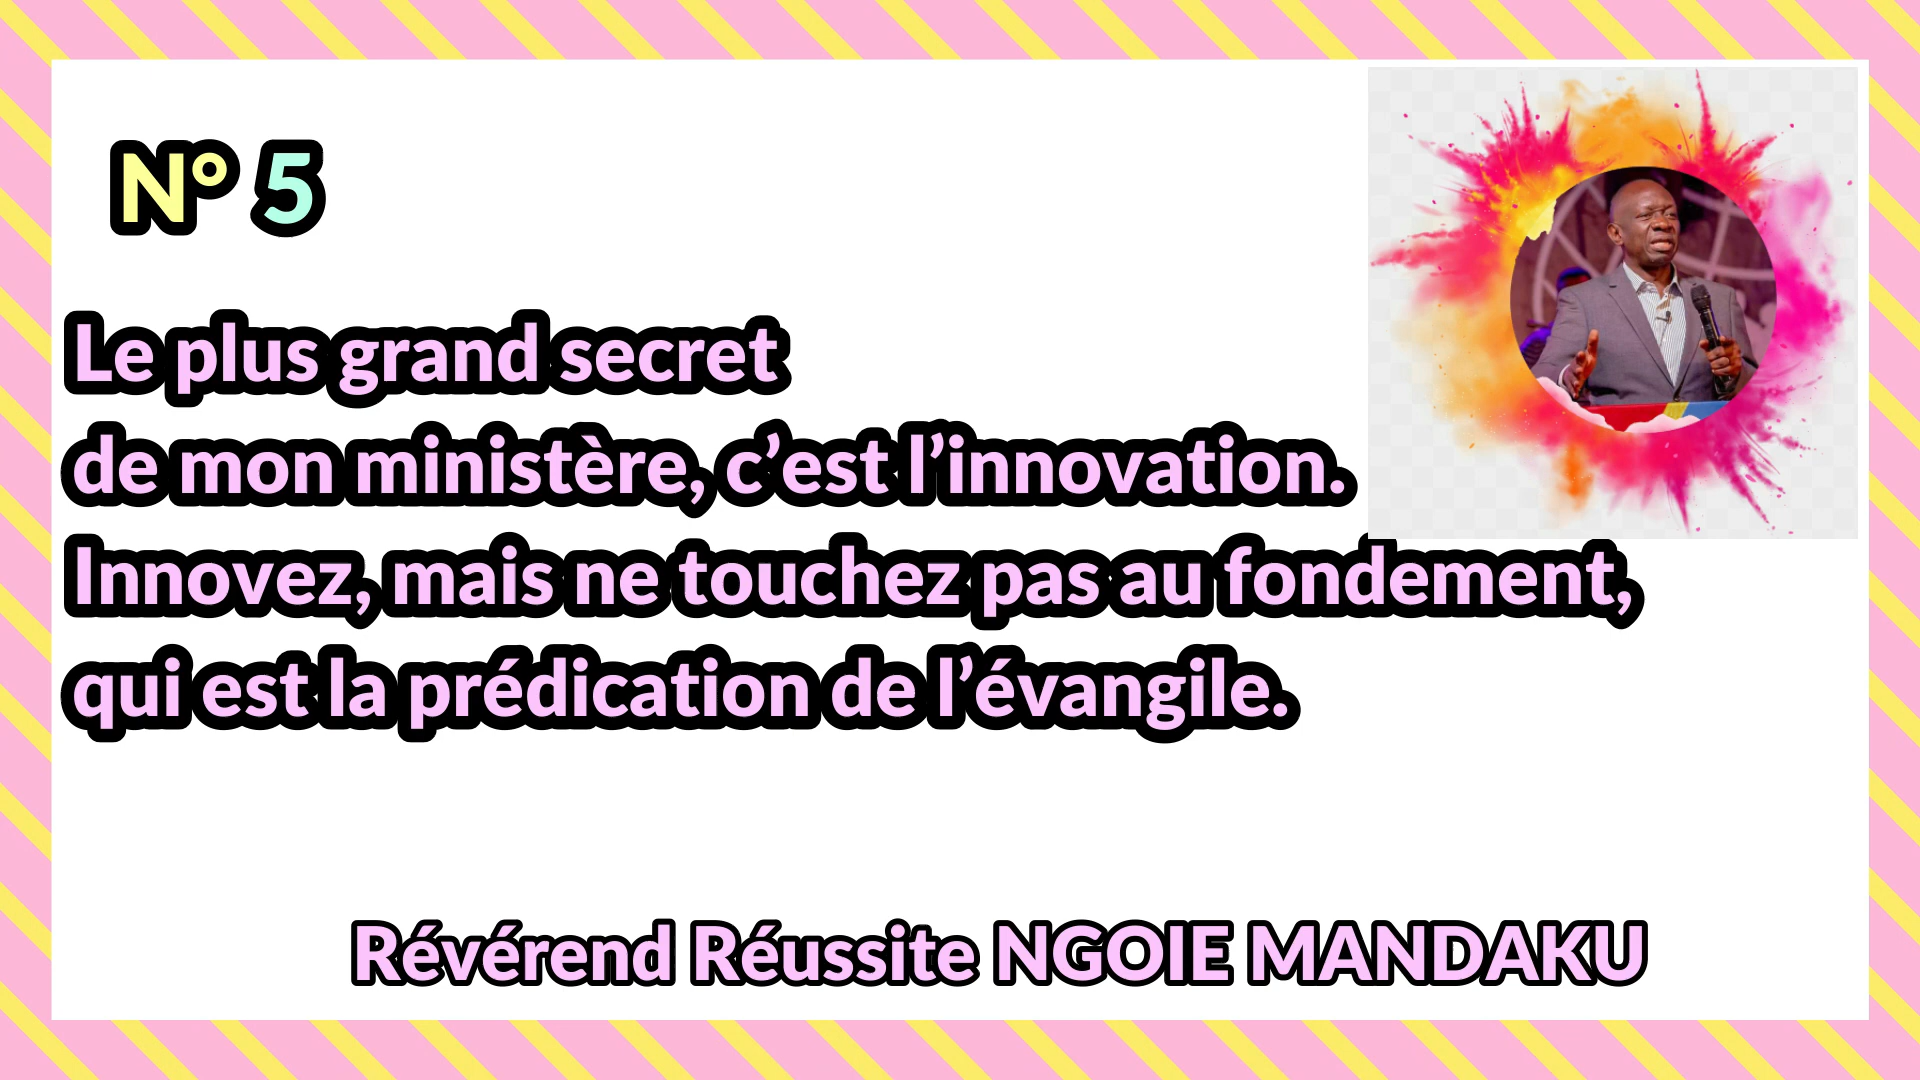 N° 5
Le plus grand secret
de mon ministère, c’est l’innovation.
Innovez, mais ne touchez pas au fondement,
qui est la prédication de l’évangile.
Révérend Réussite NGOIE MANDAKU